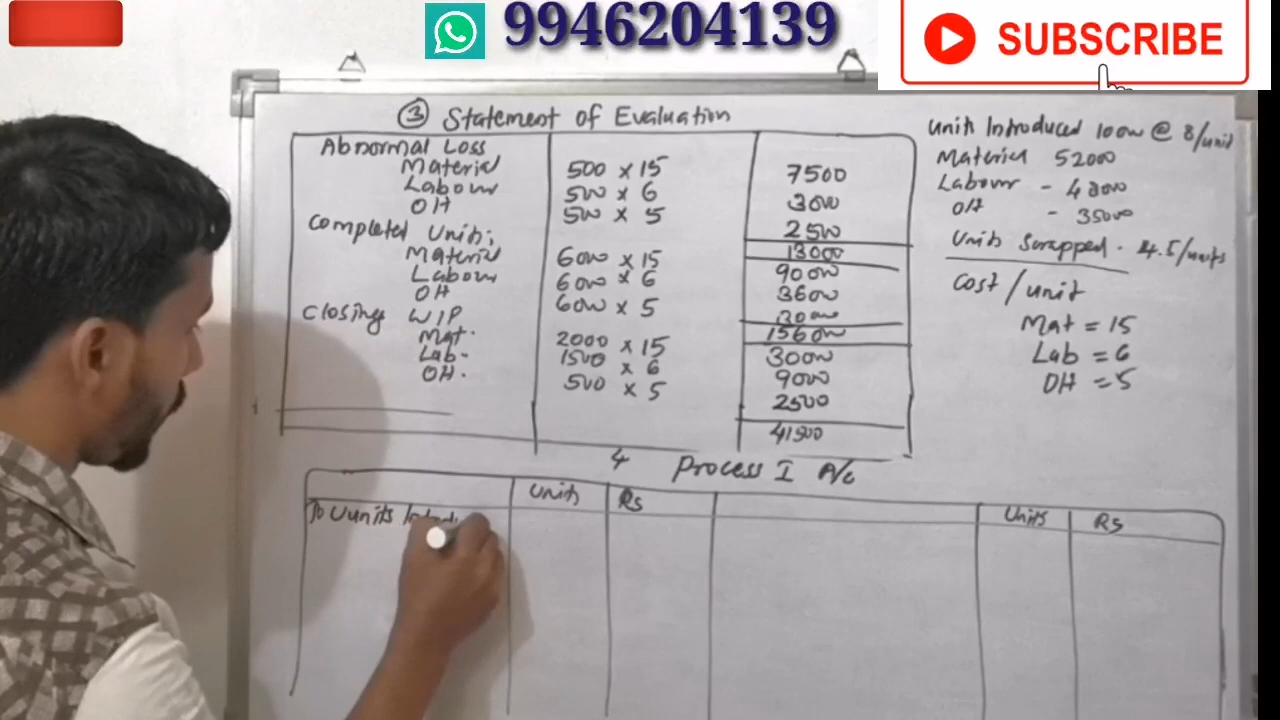 9946204139
SUBSCRIBE
③ Statement of Evaluation
Abnormal Loss
Material 500 × 15 7500
Labour 500 × 6 3000
OH 500 × 5 2500
13000
Completed Units;
Material 6000 × 15 90000
Labour 6000 × 6 36000
OH 6000 × 5 30000
156000
Closing WIP
Mat. 2000 × 15 30000
Lab. 1500 × 6 9000
OH. 500 × 5 2500
41500
Units Introduced 10000 @ 8/unit
Material 52000
Labour - 48000
OH - 35000
Units Scrapped - 4.5/units
Cost/unit
Mat = 15
Lab = 6
OH = 5
4 Process I A/c
Units Rs Units Rs
To Uunits